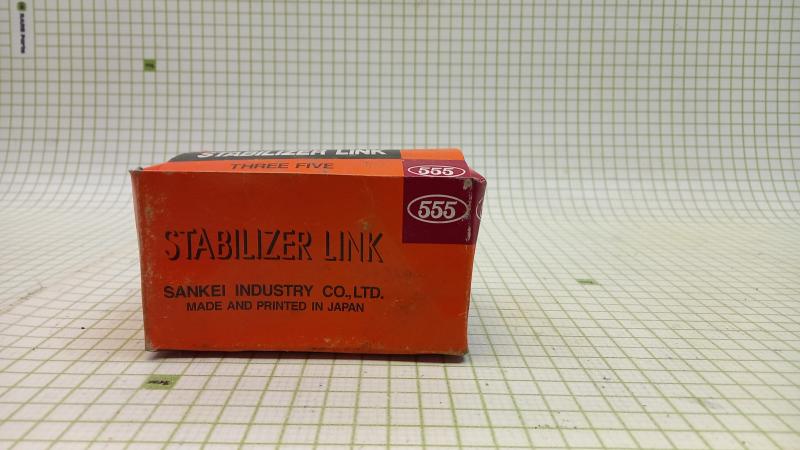 STABILIZER LINK
THREE FIVE
555
555
STABILIZER LINK
SANKEI INDUSTRY CO.,LTD.
MADE AND PRINTED IN JAPAN